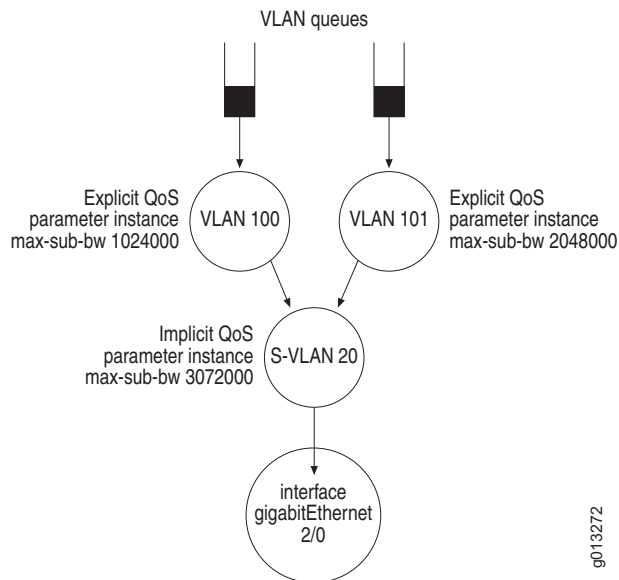 VLAN queues
Explicit QoS
parameter instance
max-sub-bw 1024000
VLAN 100
VLAN 101
Explicit QoS
parameter instance
max-sub-bw 2048000
Implicit QoS
parameter instance
max-sub-bw 3072000
S-VLAN 20
interface
gigabitEthernet
2/0
g013272